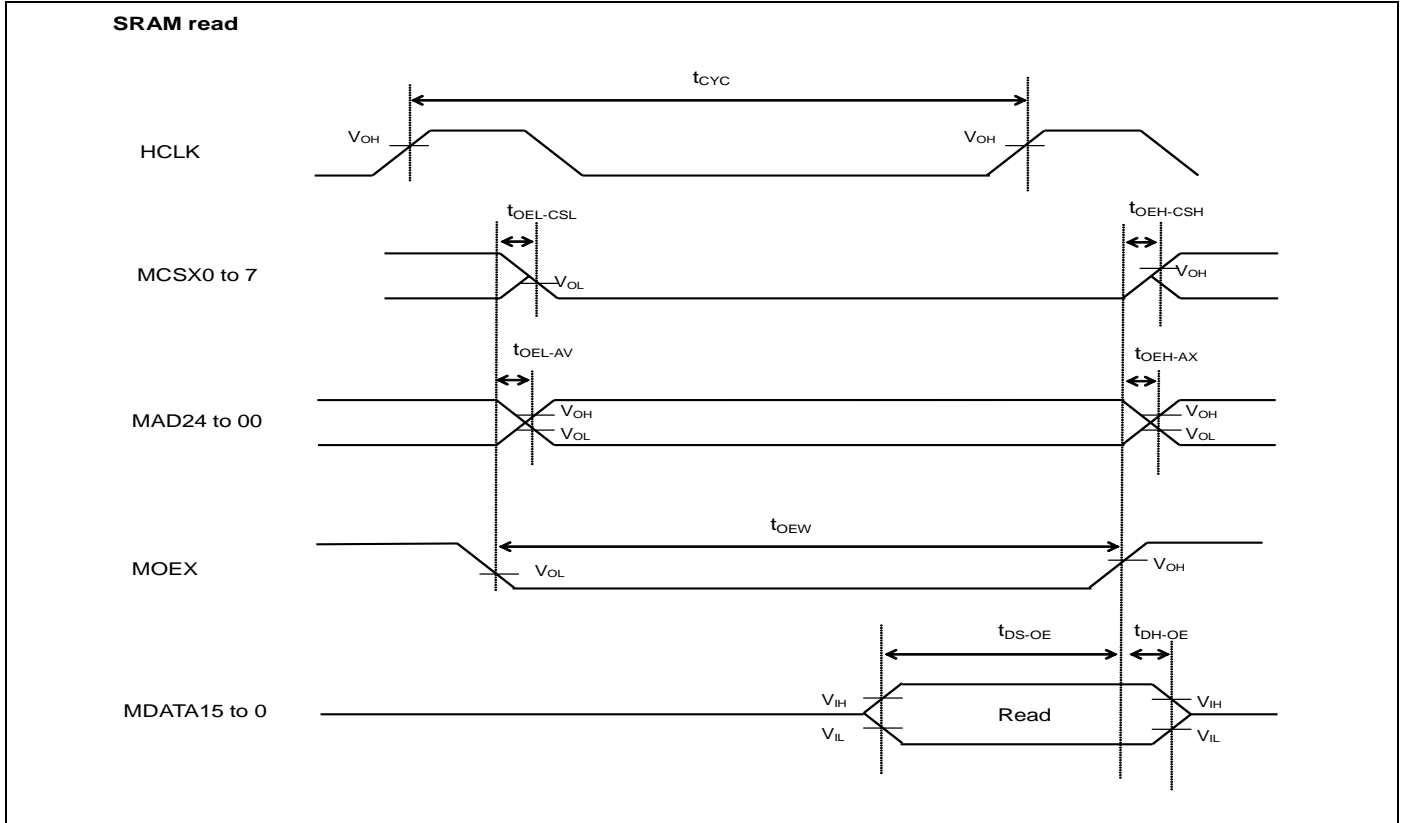 SRAM read
tCYC
VOH
VOH
HCLK
tOEL-CSL
tOEH-CSH
MCSX0 to 7
VOL
VOH
tOEL-AV
tOEH-AX
MAD24 to 00
VOH
VOL
VOH
VOL
tOEW
MOEX
VOL
VOH
tDS-OE
tDH-OE
MDATA15 to 0
VIH
VIL
Read
VIH
VIL